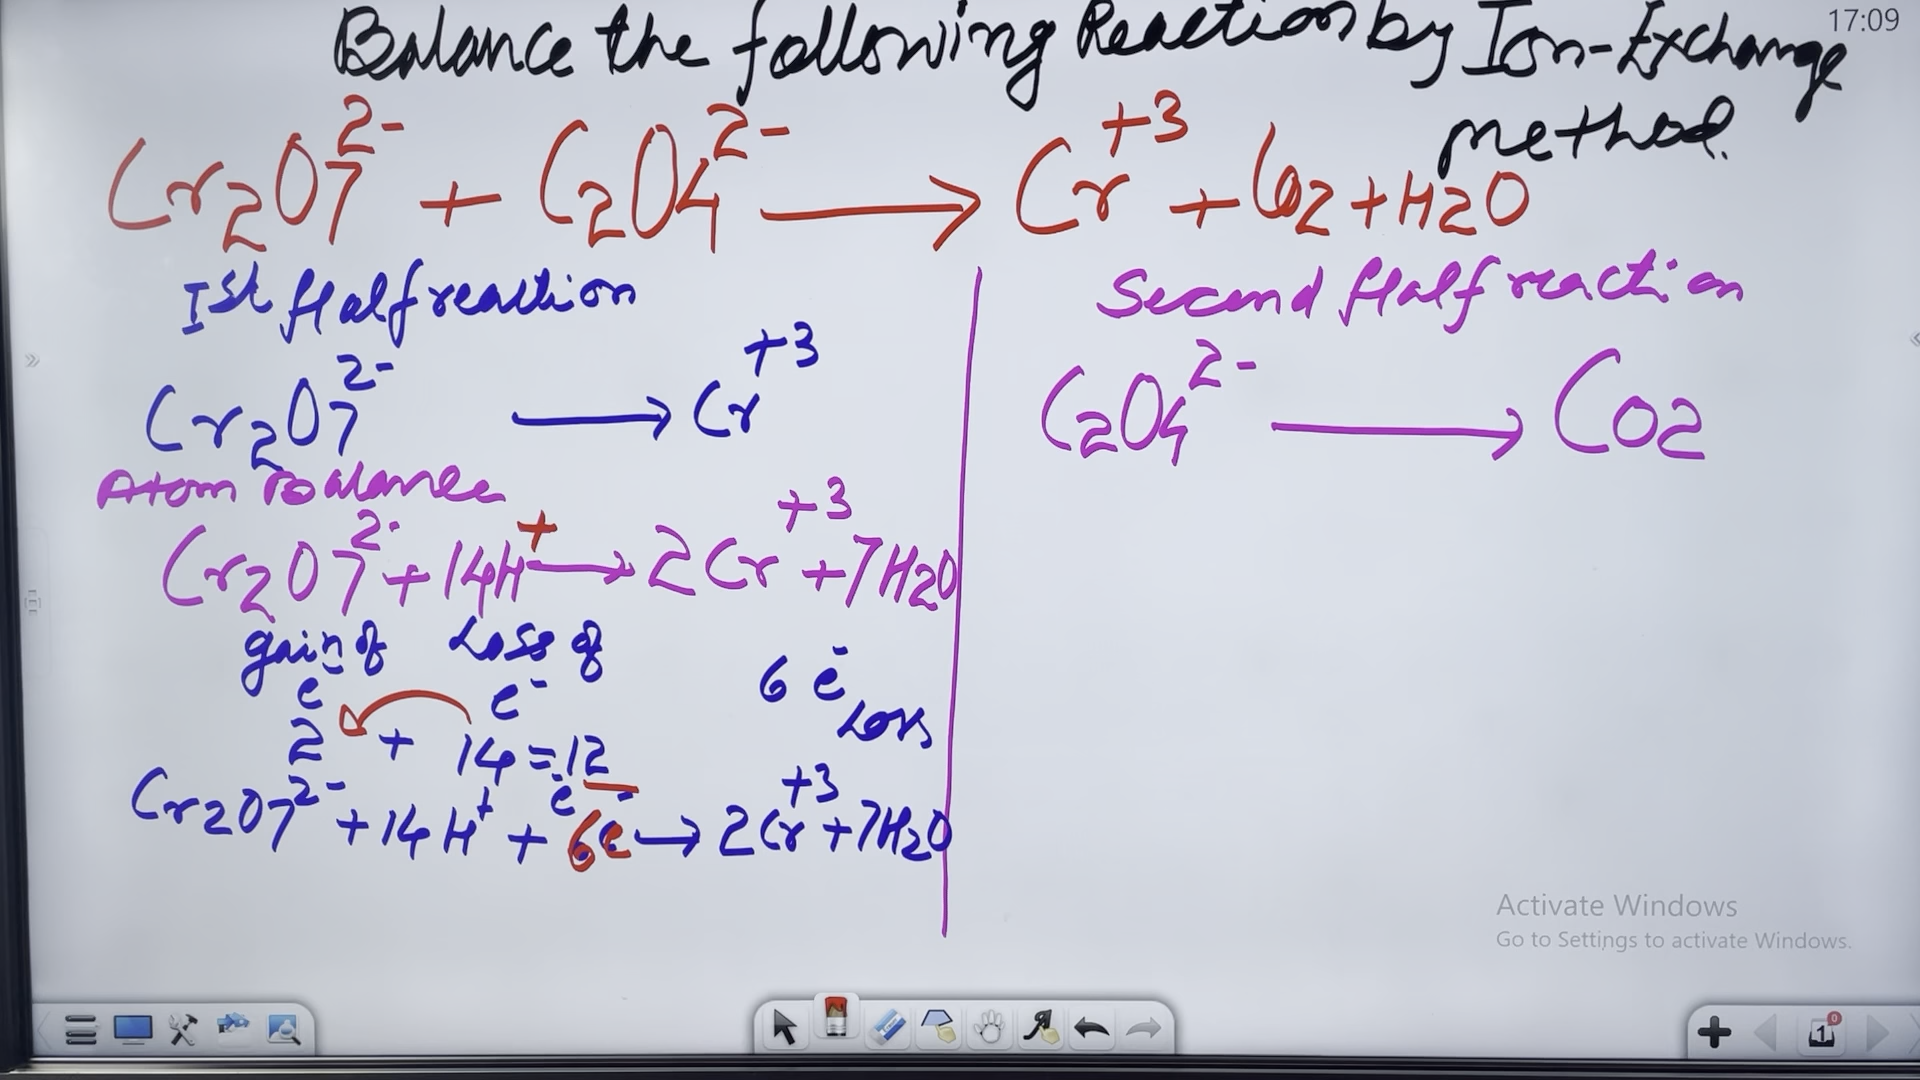 17:09
Balance the following Reaction by Ion-Exchange
method.
Cr2O7 2- + C2O4 2- → Cr +3 + CO2 + H2O
Ist Half reaction
Cr2O7 2- → Cr +3
Atom Balance
Cr2O7 2- + 14H + → 2Cr +3 + 7H2O
gain of Loss of
e- e- 6 e- Loss
2 + 14 = 12 e-
Cr2O7 2- + 14H+ + 6e- → 2Cr +3 + 7H2O
Second Half reaction
C2O4 2- → CO2
Activate Windows
Go to Settings to activate Windows.
1
0